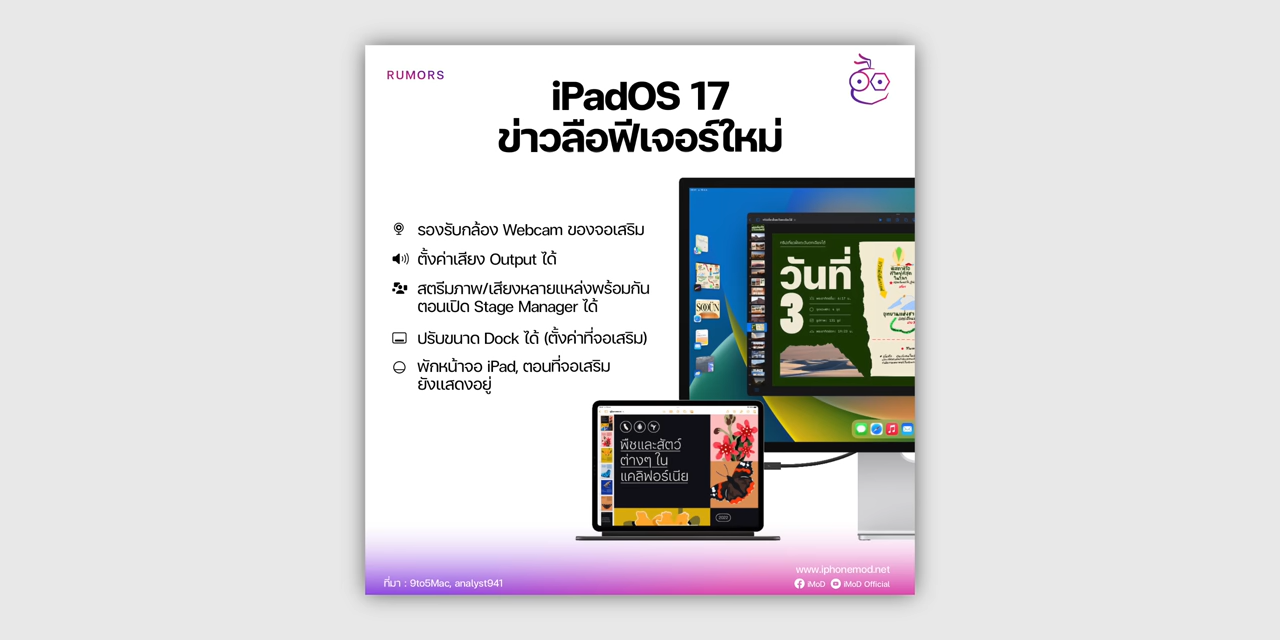 RUMORS
iPadOS 17
ข่าวลือฟีเจอร์ใหม่
รองรับกล้อง Webcam ของจอเสริม
ตั้งค่าเสียง Output ได้
สตรีมภาพ/เสียงหลายแหล่งพร้อมกัน
ตอนเปิด Stage Manager ได้
ปรับขนาด Dock ได้ (ตั้งค่าที่จอเสริม)
พักหน้าจอ iPad, ตอนที่จอเสริม
ยังแสดงอยู่
วันที่
3
พืชและสัตว์
ต่างๆ ใน
แคลิฟอร์เนีย
www.iphonemod.net
ที่มา : 9to5Mac, analyst941
iMoD iMoD Official